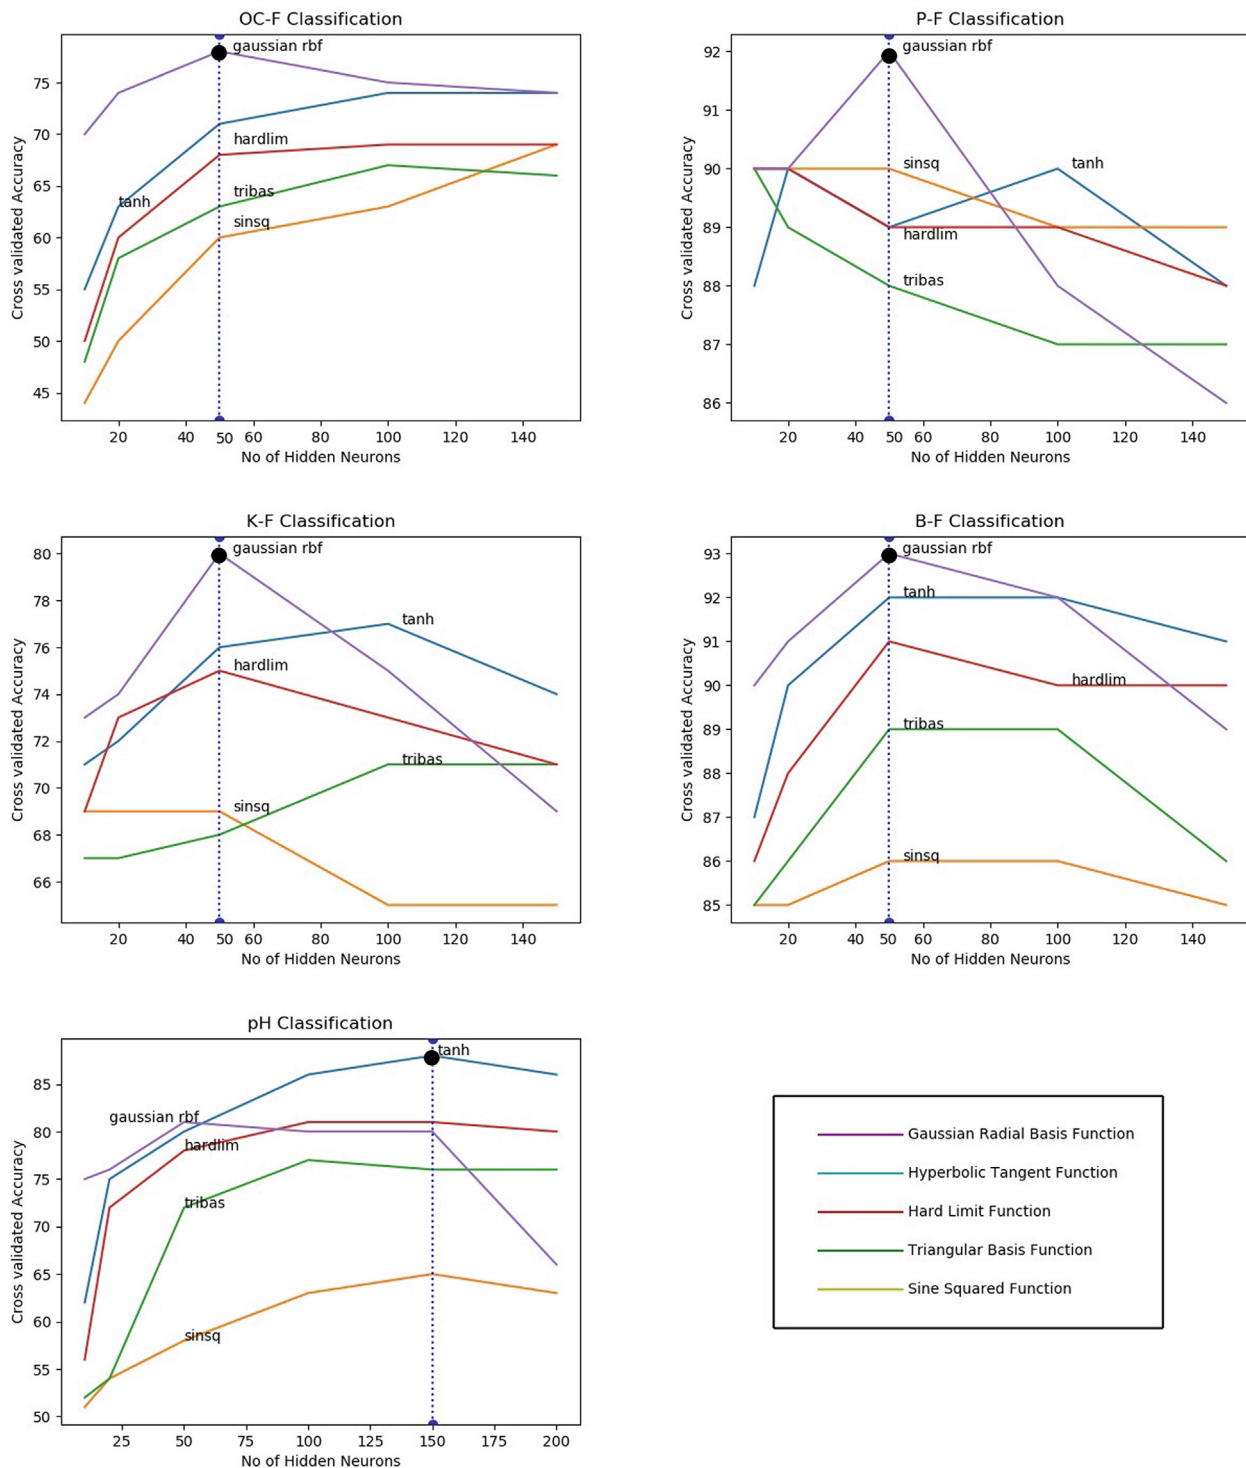 OC-F Classification
Cross validated Accuracy
75
70
65
60
55
50
45
gaussian rbf
hardlim
tanh
tribas
sinsq
20 40 50 60 80 100 120 140
No of Hidden Neurons
P-F Classification
Cross validated Accuracy
92
91
90
89
88
87
86
gaussian rbf
sinsq
tanh
hardlim
tribas
20 40 50 60 80 100 120 140
No of Hidden Neurons
K-F Classification
Cross validated Accuracy
80
78
76
74
72
70
68
66
gaussian rbf
tanh
hardlim
tribas
sinsq
20 40 50 60 80 100 120 140
No of Hidden Neurons
B-F Classification
Cross validated Accuracy
93
92
91
90
89
88
87
86
85
gaussian rbf
tanh
hardlim
tribas
sinsq
20 40 50 60 80 100 120 140
No of Hidden Neurons
pH Classification
Cross validated Accuracy
85
80
75
70
65
60
55
50
tanh
gaussian rbf
hardlim
tribas
sinsq
25 50 75 100 125 150 175 200
No of Hidden Neurons
Gaussian Radial Basis Function
Hyperbolic Tangent Function
Hard Limit Function
Triangular Basis Function
Sine Squared Function